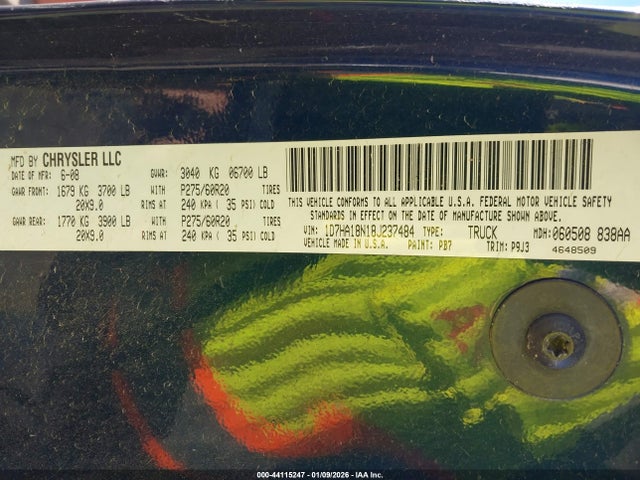 MFD BY CHRYSLER LLC
DATE OF MFR: 6-08 GVWR: 3040 KG 06700 LB
GAWR FRONT: 1679 KG 3700 LB WITH P275/60R20 TIRES
20X9.0 RIMS AT 240 KPA ( 35 PSI) COLD
GAWR REAR: 1770 KG 3900 LB WITH P275/60R20 TIRES
20X9.0 RIMS AT 240 KPA ( 35 PSI) COLD
THIS VEHICLE CONFORMS TO ALL APPLICABLE U.S.A. FEDERAL MOTOR VEHICLE SAFETY
STANDARDS IN EFFECT ON THE DATE OF MANUFACTURE SHOWN ABOVE.
VIN: 1D7HA18N18J237484 TYPE: TRUCK MDH: 060508 838AA
VEHICLE MADE IN U.S.A. PAINT: PB7 TRIM: P9J3 4648509
000-44115247 - 01/09/2026 - IAA Inc.